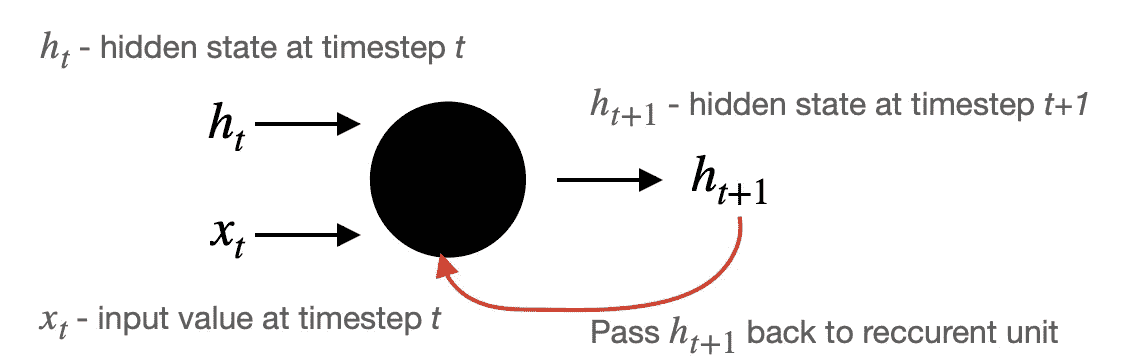 h_t - hidden state at timestep t
h_t
h_{t+1} - hidden state at timestep t+1
h_{t+1}
x_t
x_t - input value at timestep t
Pass h_{t+1} back to reccurent unit